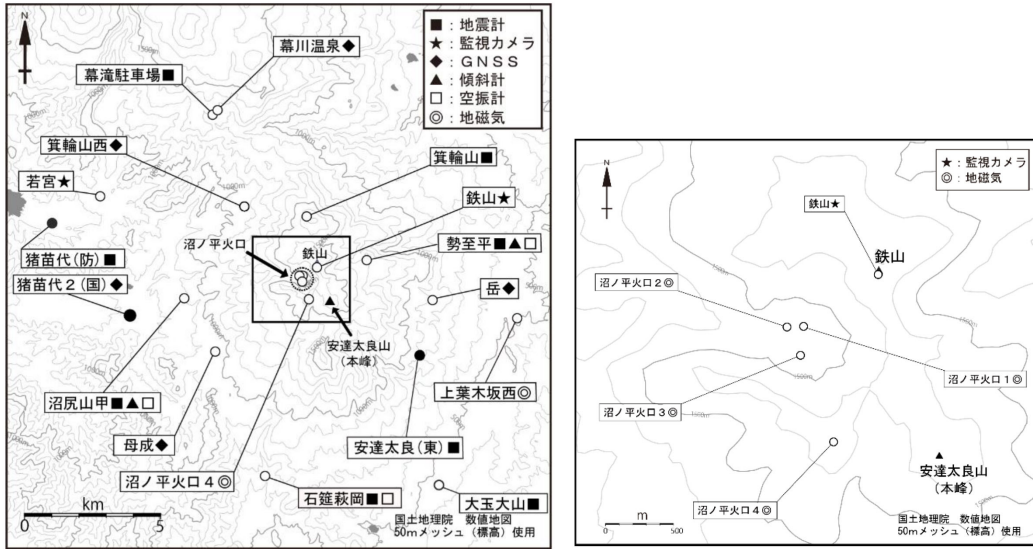 N
■：地震計
★：監視カメラ
◆：ＧＮＳＳ
▲：傾斜計
□：空振計
◎：地磁気
幕川温泉◆
幕滝駐車場■
箕輪山西◆
箕輪山■
若宮★
鉄山★
沼ノ平火口
鉄山
勢至平■▲□
猪苗代(防)■
猪苗代２(国)◆
岳◆
安達太良山
(本峰)
上葉木坂西◎
沼尻山甲■▲□
母成◆
安達太良(東)■
沼ノ平火口４◎
石筵萩岡■□
大玉大山■
km
0 5
国土地理院　数値地図
50mメッシュ（標高）使用
N
★：監視カメラ
◎：地磁気
鉄山★
鉄山
沼ノ平火口２◎
沼ノ平火口１◎
沼ノ平火口３◎
安達太良山
(本峰)
沼ノ平火口４◎
m
0 500
国土地理院　数値地図
50mメッシュ（標高）使用